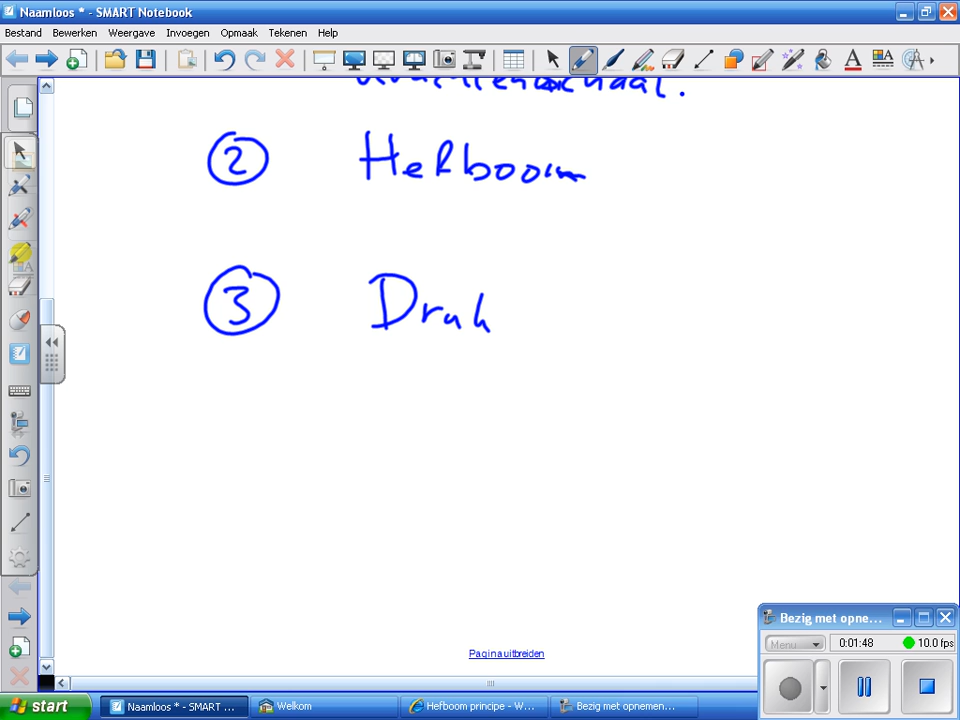 Naamloos * - SMART Notebook
Bestand Bewerken Weergave Invoegen Opmaak Tekenen Help
2 Hefboom
3 Druk
Pagina uitbreiden
Bezig met opne...
Menu 0:01:48 10.0 fps
start Naamloos * - SMART ... Welkom Hefboom principe - W... Bezig met opnemen...